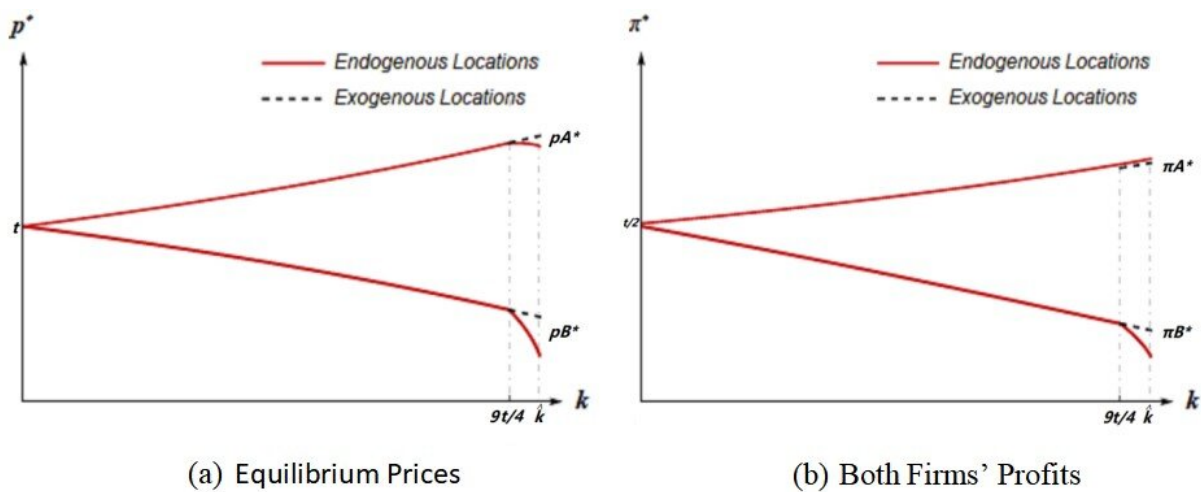 p*
Endogenous Locations
Exogenous Locations
pA*
t
pB*
9t/4
k̂
k
(a) Equilibrium Prices
π*
Endogenous Locations
Exogenous Locations
πA*
t/2
πB*
9t/4
k̂
k
(b) Both Firms' Profits